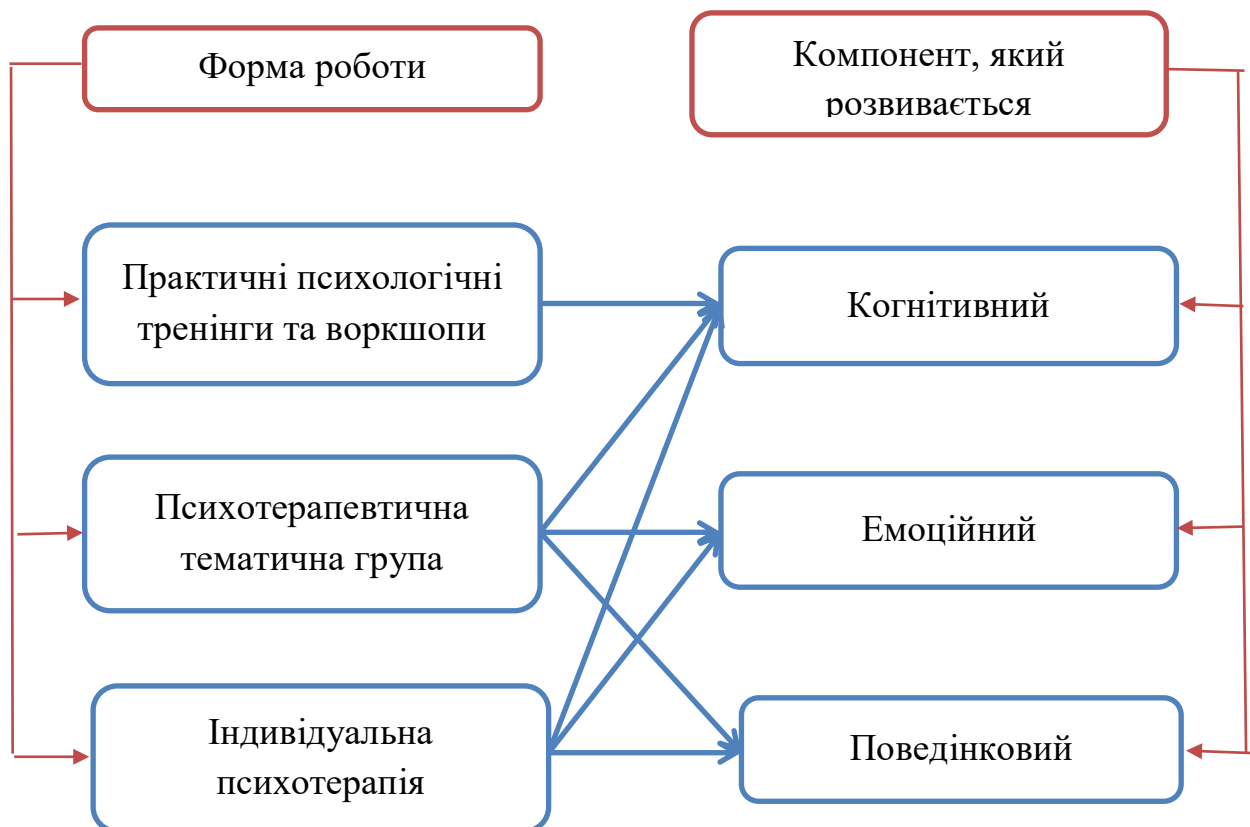 Форма роботи
Компонент, який
розвивається
Практичні психологічні
тренінги та воркшопи
Когнітивний
Психотерапевтична
тематична група
Емоційний
Індивідуальна
психотерапія
Поведінковий